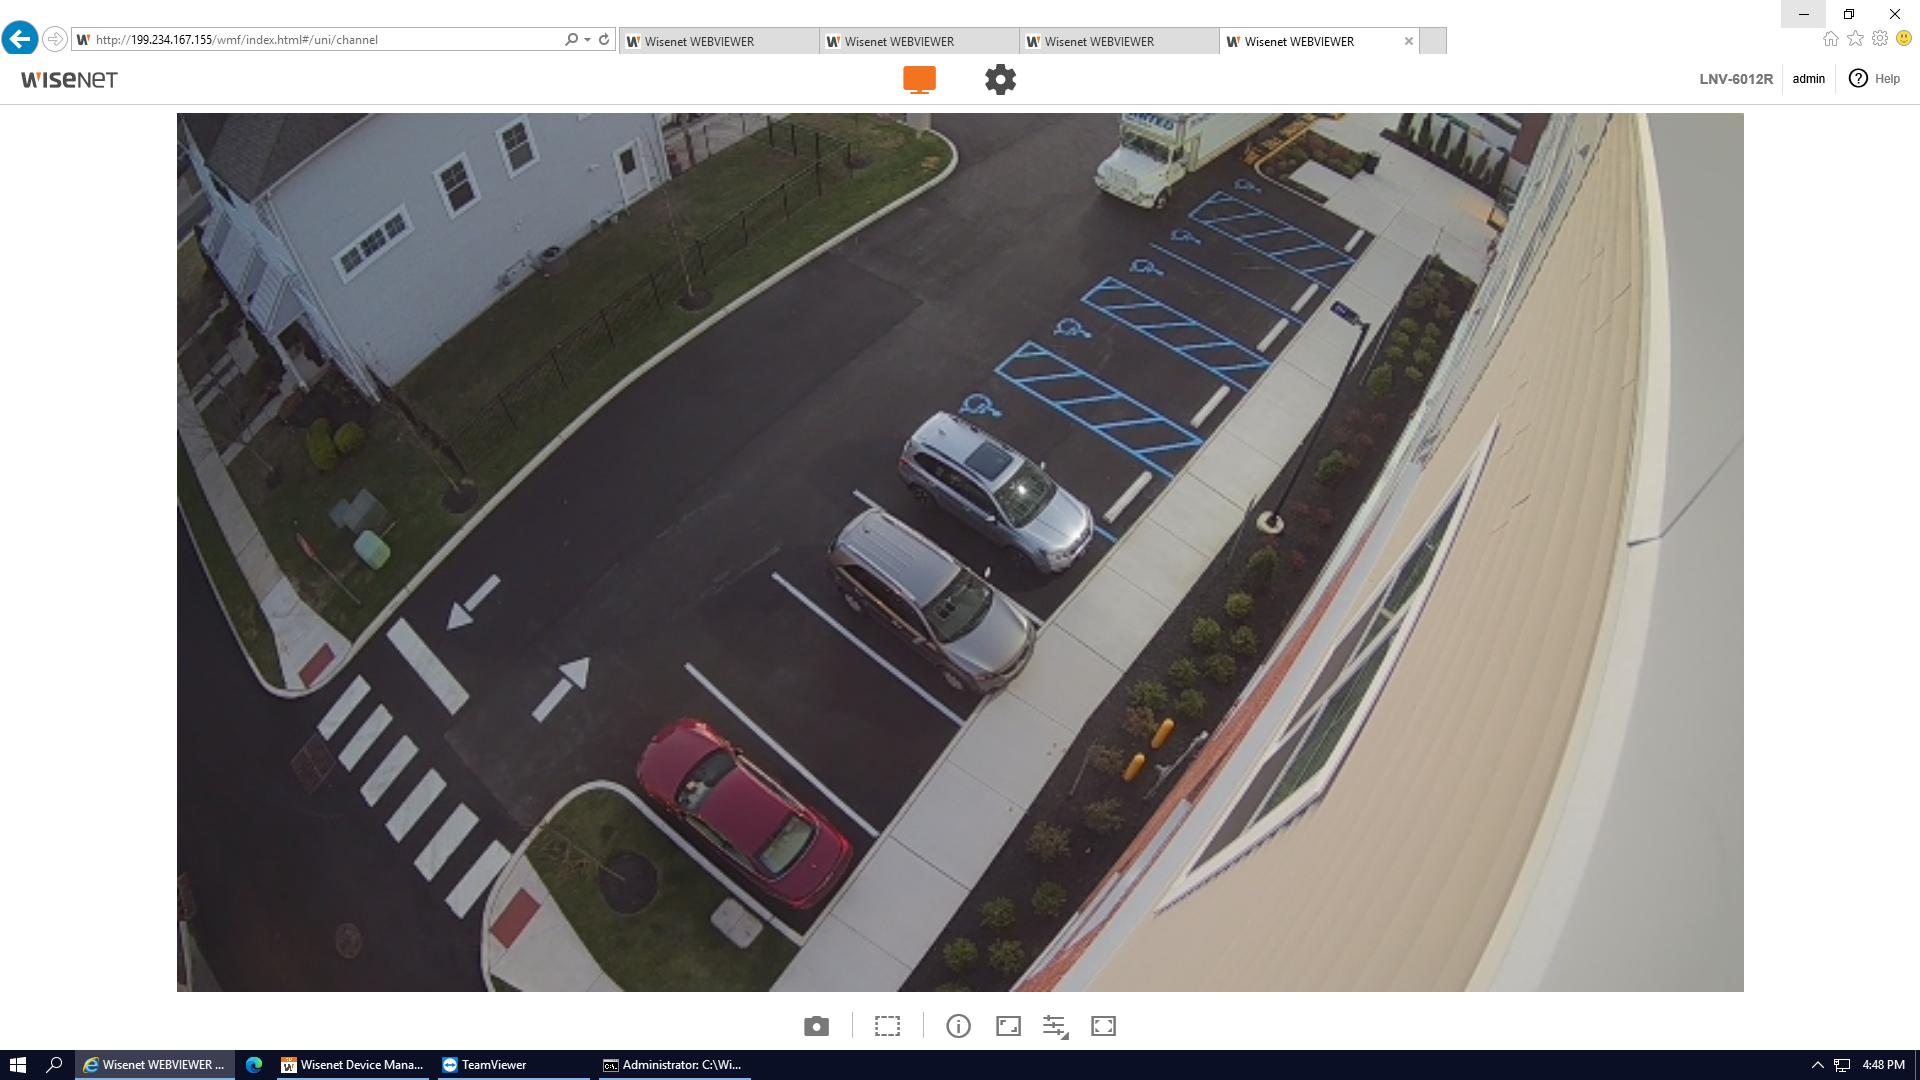 http://199.234.167.155/wmf/index.html#/uni/channel
Wisenet WEBVIEWER
Wisenet WEBVIEWER
Wisenet WEBVIEWER
Wisenet WEBVIEWER
WISENET
LNV-6012R
admin
? Help
Wisenet WEBVIEWER ...
Wisenet Device Mana...
TeamViewer
Administrator: C:\Wi...
4:48 PM